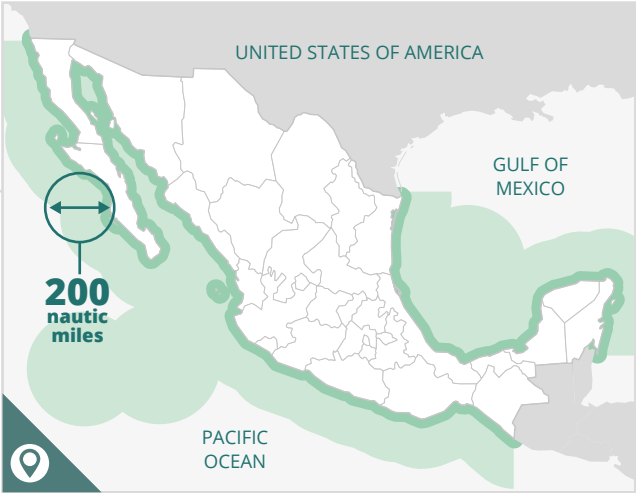 UNITED STATES OF AMERICA
GULF OF
MEXICO
200
nautic
miles
PACIFIC
OCEAN